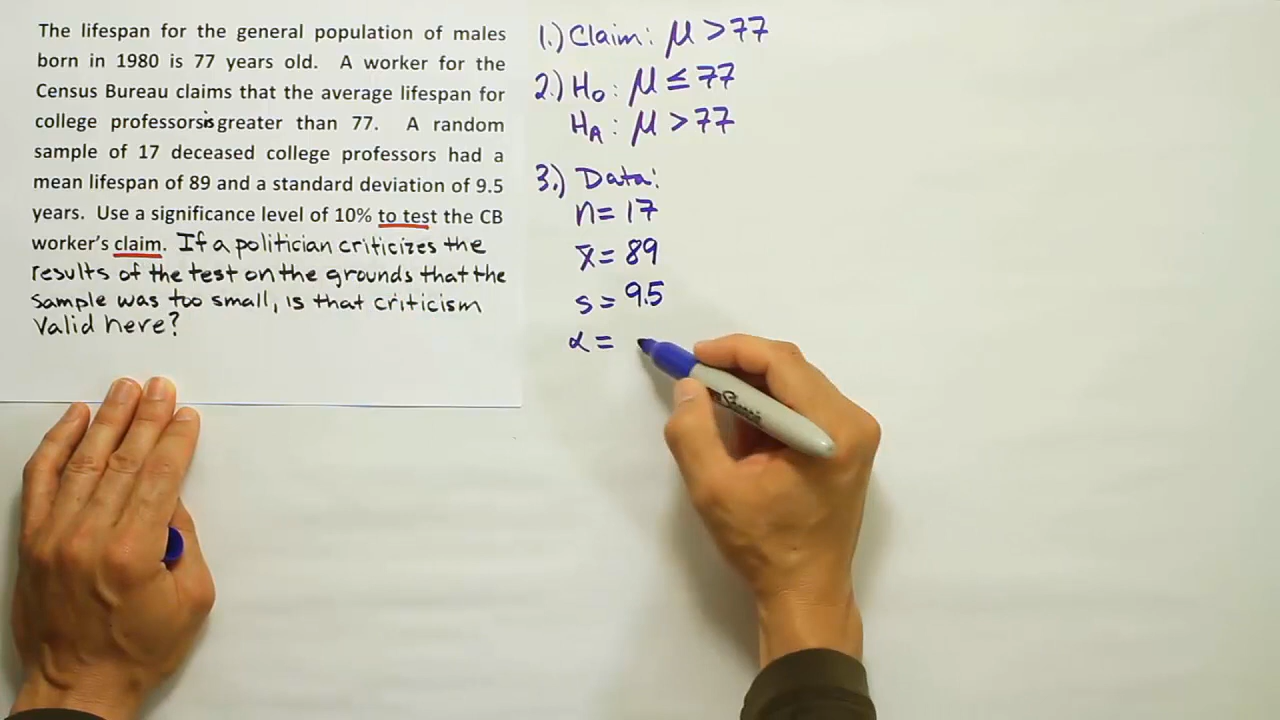 The lifespan for the general population of males
born in 1980 is 77 years old. A worker for the
Census Bureau claims that the average lifespan for
college professors is greater than 77. A random
sample of 17 deceased college professors had a
mean lifespan of 89 and a standard deviation of 9.5
years. Use a significance level of 10% to test the CB
worker's claim. If a politician criticizes the
results of the test on the grounds that the
sample was too small, is that criticism
valid here?
1.) Claim: μ > 77
2.) H₀: μ ≤ 77
H_A: μ > 77
3.) Data:
n = 17
x̄ = 89
s = 9.5
α =
Sharpie